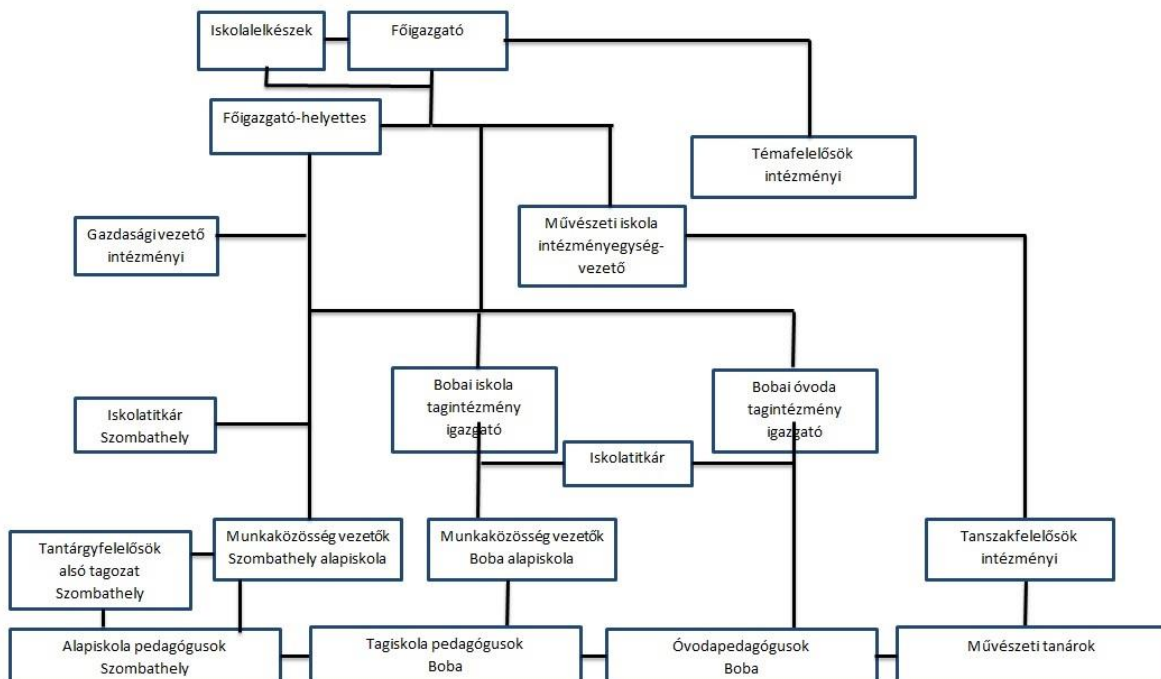 Iskolalelkészek
Főigazgató
Főigazgató-helyettes
Témafelelősök
intézményi
Gazdasági vezető
intézményi
Művészeti iskola
intézményegység-
vezető
Iskolatitkár
Szombathely
Bobai iskola
tagintézmény
igazgató
Bobai óvoda
tagintézmény
igazgató
Iskolatitkár
Tantárgyfelelősök
alsó tagozat
Szombathely
Munkaközösség vezetők
Szombathely alapiskola
Munkaközösség vezetők
Boba alapiskola
Tanszakfelelősök
intézményi
Alapiskola pedagógusok
Szombathely
Tagiskola pedagógusok
Boba
Óvodapedagógusok
Boba
Művészeti tanárok